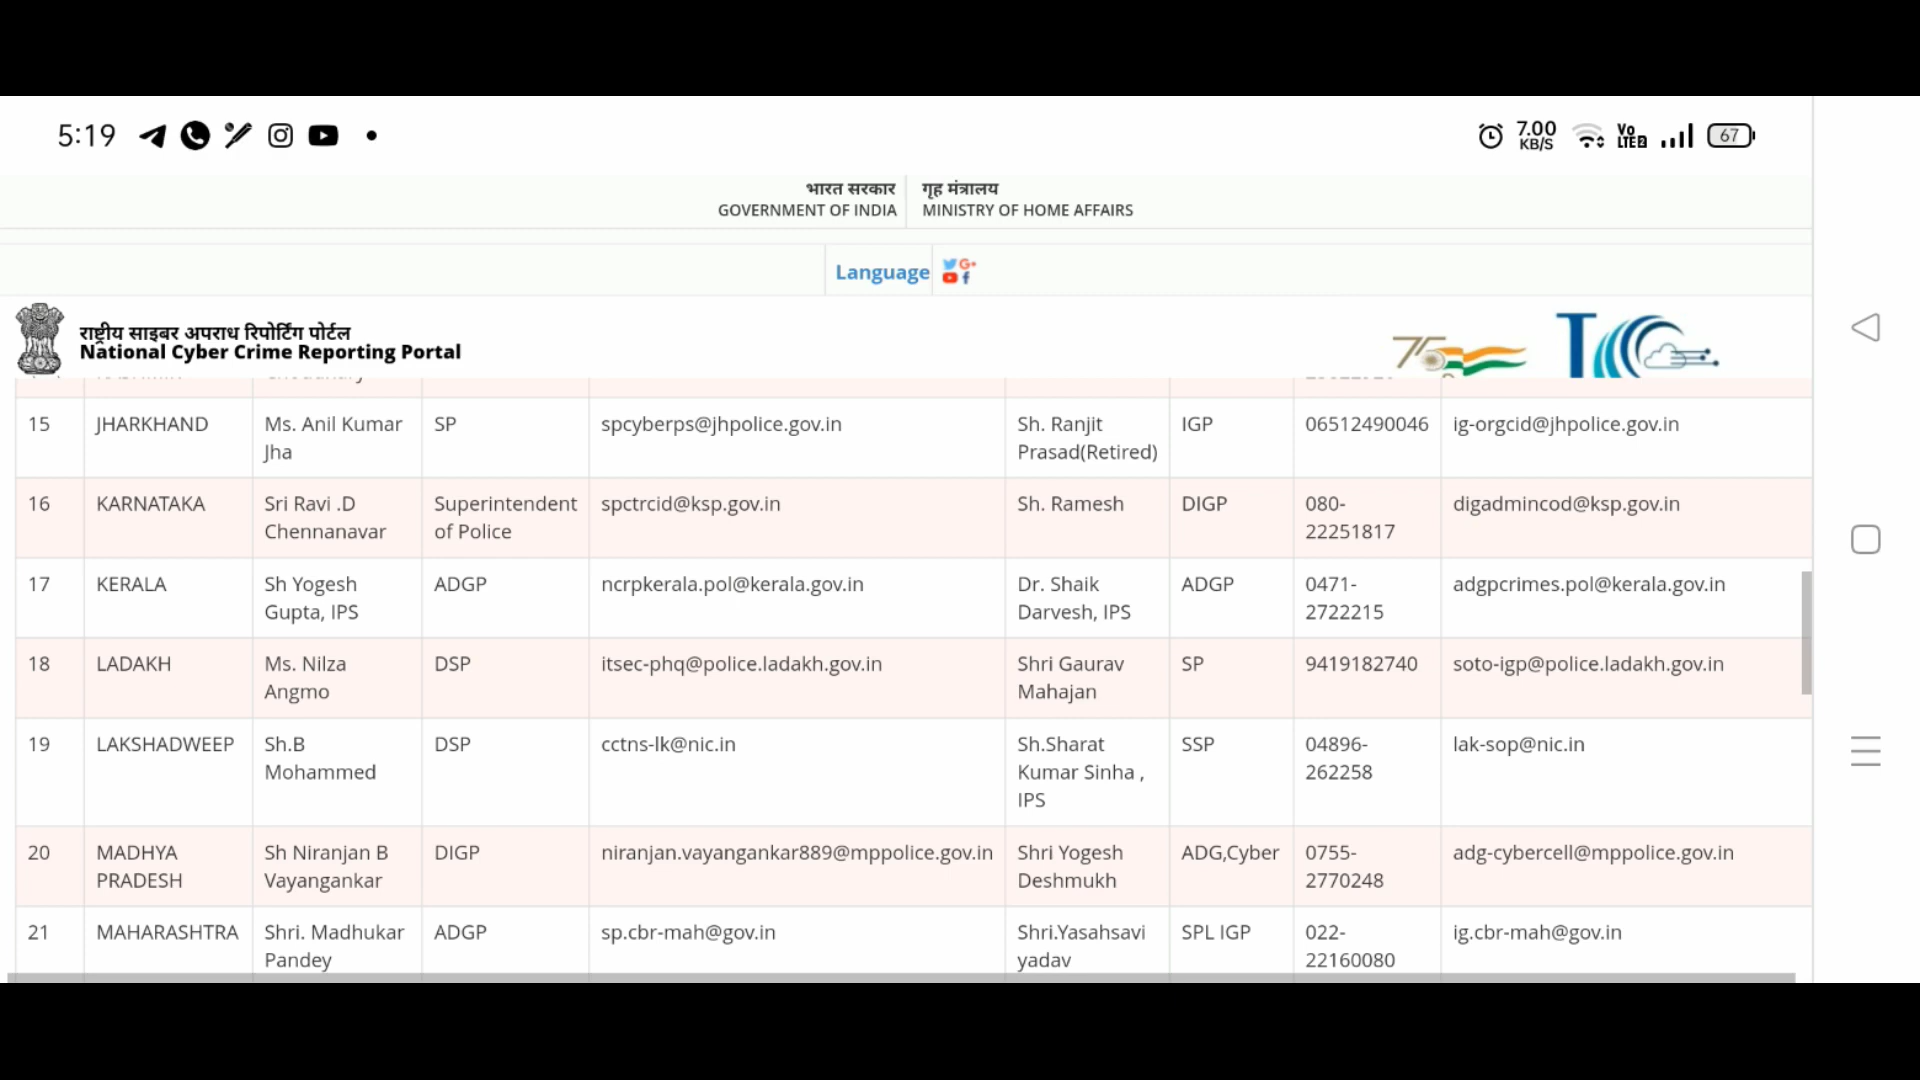 5:19
7.00
KB/S
Vo
LTE2
67
भारत सरकार
गृह मंत्रालय
GOVERNMENT OF INDIA
MINISTRY OF HOME AFFAIRS
Language
राष्ट्रीय साइबर अपराध रिपोर्टिंग पोर्टल
National Cyber Crime Reporting Portal
15 JHARKHAND Ms. Anil Kumar SP spcyberps@jhpolice.gov.in Sh. Ranjit IGP 06512490046 ig-orgcid@jhpolice.gov.in
Jha Prasad(Retired)
16 KARNATAKA Sri Ravi .D Superintendent spctrcid@ksp.gov.in Sh. Ramesh DIGP 080- digadmincod@ksp.gov.in
Chennanavar of Police 22251817
17 KERALA Sh Yogesh ADGP ncrpkerala.pol@kerala.gov.in Dr. Shaik ADGP 0471- adgpcrimes.pol@kerala.gov.in
Gupta, IPS Darvesh, IPS 2722215
18 LADAKH Ms. Nilza DSP itsec-phq@police.ladakh.gov.in Shri Gaurav SP 9419182740 soto-igp@police.ladakh.gov.in
Angmo Mahajan
19 LAKSHADWEEP Sh.B DSP cctns-lk@nic.in Sh.Sharat SSP 04896- lak-sop@nic.in
Mohammed Kumar Sinha , 262258
IPS
20 MADHYA Sh Niranjan B DIGP niranjan.vayangankar889@mppolice.gov.in Shri Yogesh ADG,Cyber 0755- adg-cybercell@mppolice.gov.in
PRADESH Vayangankar Deshmukh 2770248
21 MAHARASHTRA Shri. Madhukar ADGP sp.cbr-mah@gov.in Shri.Yasahsavi SPL IGP 022- ig.cbr-mah@gov.in
Pandey yadav 22160080